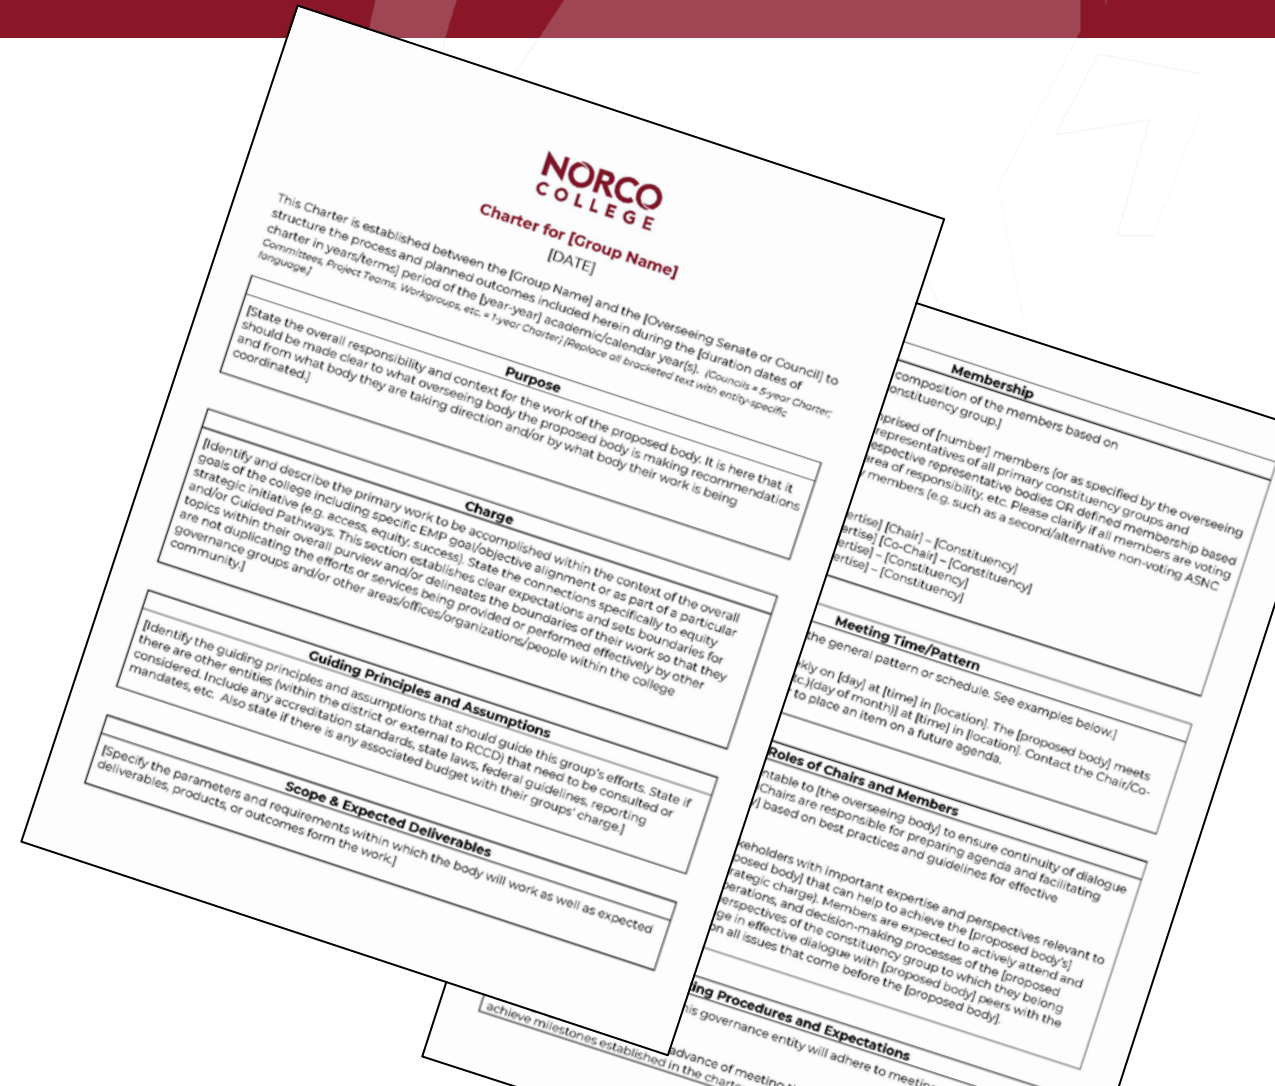 NORCO
COLLEGE
Charter for [Group Name]
[DATE]
This Charter is established between the [Group Name] and the [Overseeing Senate or Council] to
structure the process and planned outcomes included herein during the [duration dates of
charter in years/terms] period of the [year-year] academic/calendar year(s). (Councils = 5-year Charter;
Committees, Project Teams, Workgroups, etc. = 1-year Charter) [Replace all bracketed text with entity-specific
language.]
Purpose
[State the overall responsibility and context for the work of the proposed body. It is here that it
should be made clear to what overseeing body the proposed body is making recommendations
and from what body they are taking direction and/or by what body their work is being
coordinated.]
Charge
[Identify and describe the primary work to be accomplished within the context of the overall
goals of the college including specific EMP goal/objective alignment or as part of a particular
strategic initiative (e.g. access, equity, success). State the connections specifically to equity
and/or Guided Pathways. This section establishes clear expectations and sets boundaries for
topics within their overall purview and/or delineates the boundaries of their work so that they
are not duplicating the efforts or services being provided or performed effectively by other
governance groups and/or other areas/offices/organizations/people within the college
community.]
Guiding Principles and Assumptions
[Identify the guiding principles and assumptions that should guide this group's efforts. State if
there are other entities (within the district or external to RCCD) that need to be consulted or
considered. Include any accreditation standards, state laws, federal guidelines, reporting
mandates, etc. Also state if there is any associated budget with their groups' charge.]
Scope & Expected Deliverables
[Specify the parameters and requirements within which the body will work as well as expected
deliverables, products, or outcomes form the work.]
Membership
composition of the members based on
onstituency group.]
prised of [number] members (or as specified by the overseeing
representatives of all primary constituency groups and
espective representative bodies OR defined membership based
area of responsibility, etc. Please clarify if all members are voting
members (e.g. such as a second/alternative non-voting ASNC
ertise] [Chair] – [Constituency]
ertise] [Co-Chair] – [Constituency]
ertise] – [Constituency]
ertise] – [Constituency]
Meeting Time/Pattern
the general pattern or schedule. See examples below.]
kly on [day] at [time] in [location]. The [proposed body] meets
tc.)(day of month)] at [time] in [location]. Contact the Chair/Co-
to place an item on a future agenda.
Roles of Chairs and Members
ntable to [the overseeing body] to ensure continuity of dialogue
Chairs are responsible for preparing agenda and facilitating
y] based on best practices and guidelines for effective
keholders with important expertise and perspectives relevant to
posed body] that can help to achieve the [proposed body's]
rategic charge). Members are expected to actively attend and
perations, and decision-making processes of the [proposed
erspectives of the constituency group to which they belong
ge in effective dialogue with [proposed body] peers with the
on all issues that come before the [proposed body].
ing Procedures and Expectations
his governance entity will adhere to meeting
advance of meeting
achieve milestones established in the charter